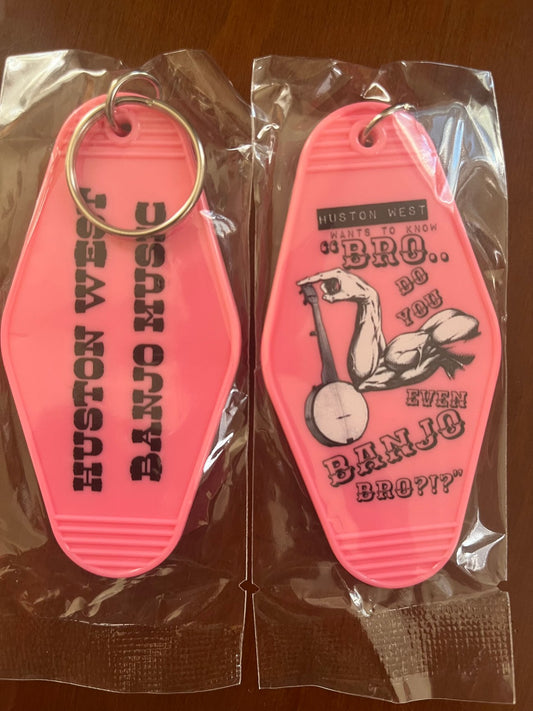 HUSTON WEST
BANJO MUSIC
HUSTON WEST
WANTS TO KNOW
"BRO..
DO
YOU
EVEN
BANJO
BRO?!?"